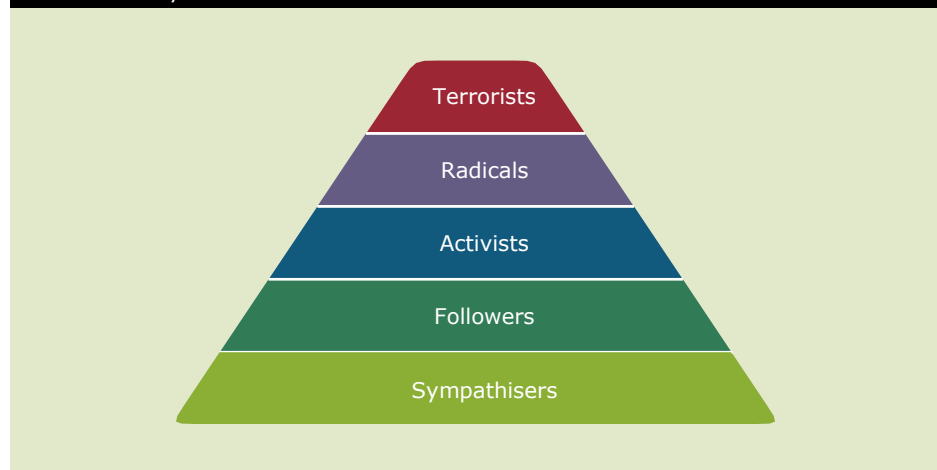 Terrorists
Radicals
Activists
Followers
Sympathisers